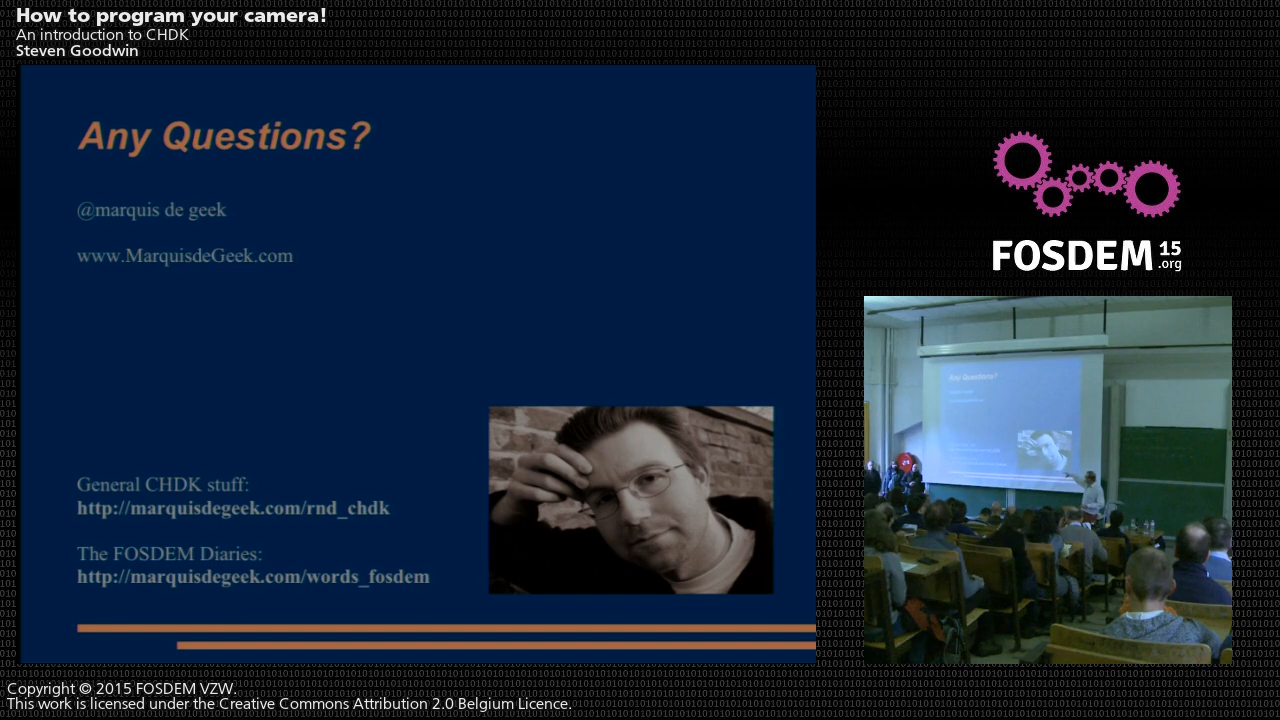 How to program your camera!
An introduction to CHDK
Steven Goodwin
Any Questions?
@marquis de geek
www.MarquisdeGeek.com
General CHDK stuff:
http://marquisdegeek.com/rnd_chdk
The FOSDEM Diaries:
http://marquisdegeek.com/words_fosdem
FOSDEM 15
.org
Any Questions?
Copyright © 2015 FOSDEM VZW.
This work is licensed under the Creative Commons Attribution 2.0 Belgium Licence.